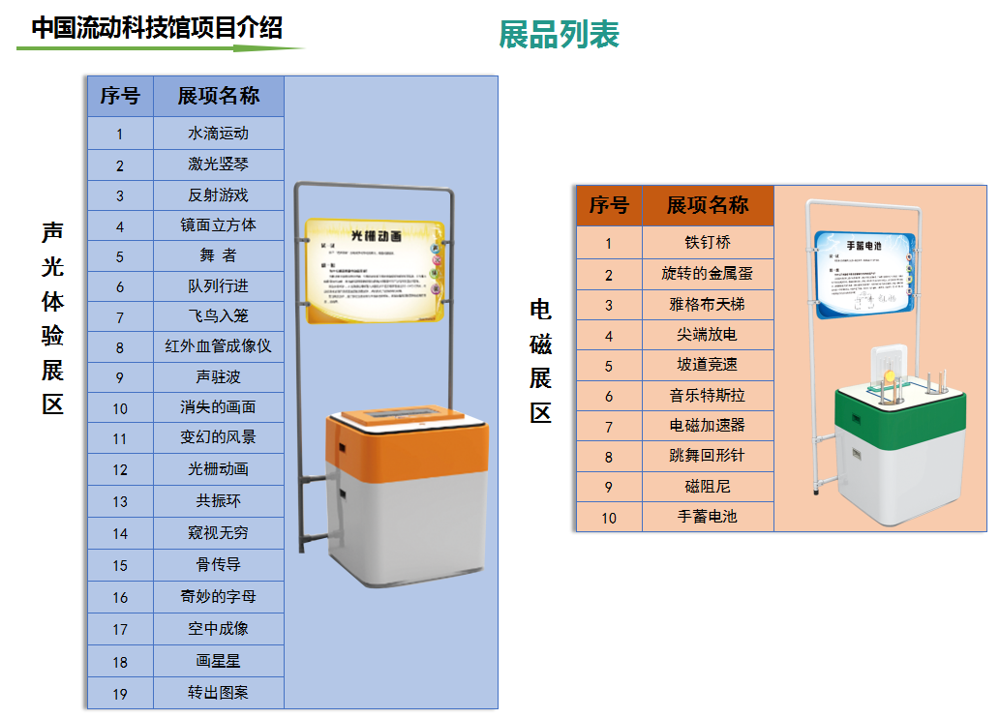 中国流动科技馆项目介绍
展品列表
声光体验展区
序号 展项名称
1 水滴运动
2 激光竖琴
3 反射游戏
4 镜面立方体
5 舞 者
6 队列行进
7 飞鸟入笼
8 红外血管成像仪
9 声驻波
10 消失的画面
11 变幻的风景
12 光栅动画
13 共振环
14 窥视无穷
15 骨传导
16 奇妙的字母
17 空中成像
18 画星星
19 转出图案
光栅动画
电磁展区
序号 展项名称
1 铁钉桥
2 旋转的金属蛋
3 雅格布天梯
4 尖端放电
5 坡道竞速
6 音乐特斯拉
7 电磁加速器
8 跳舞回形针
9 磁阻尼
10 手蓄电池
手蓄电池